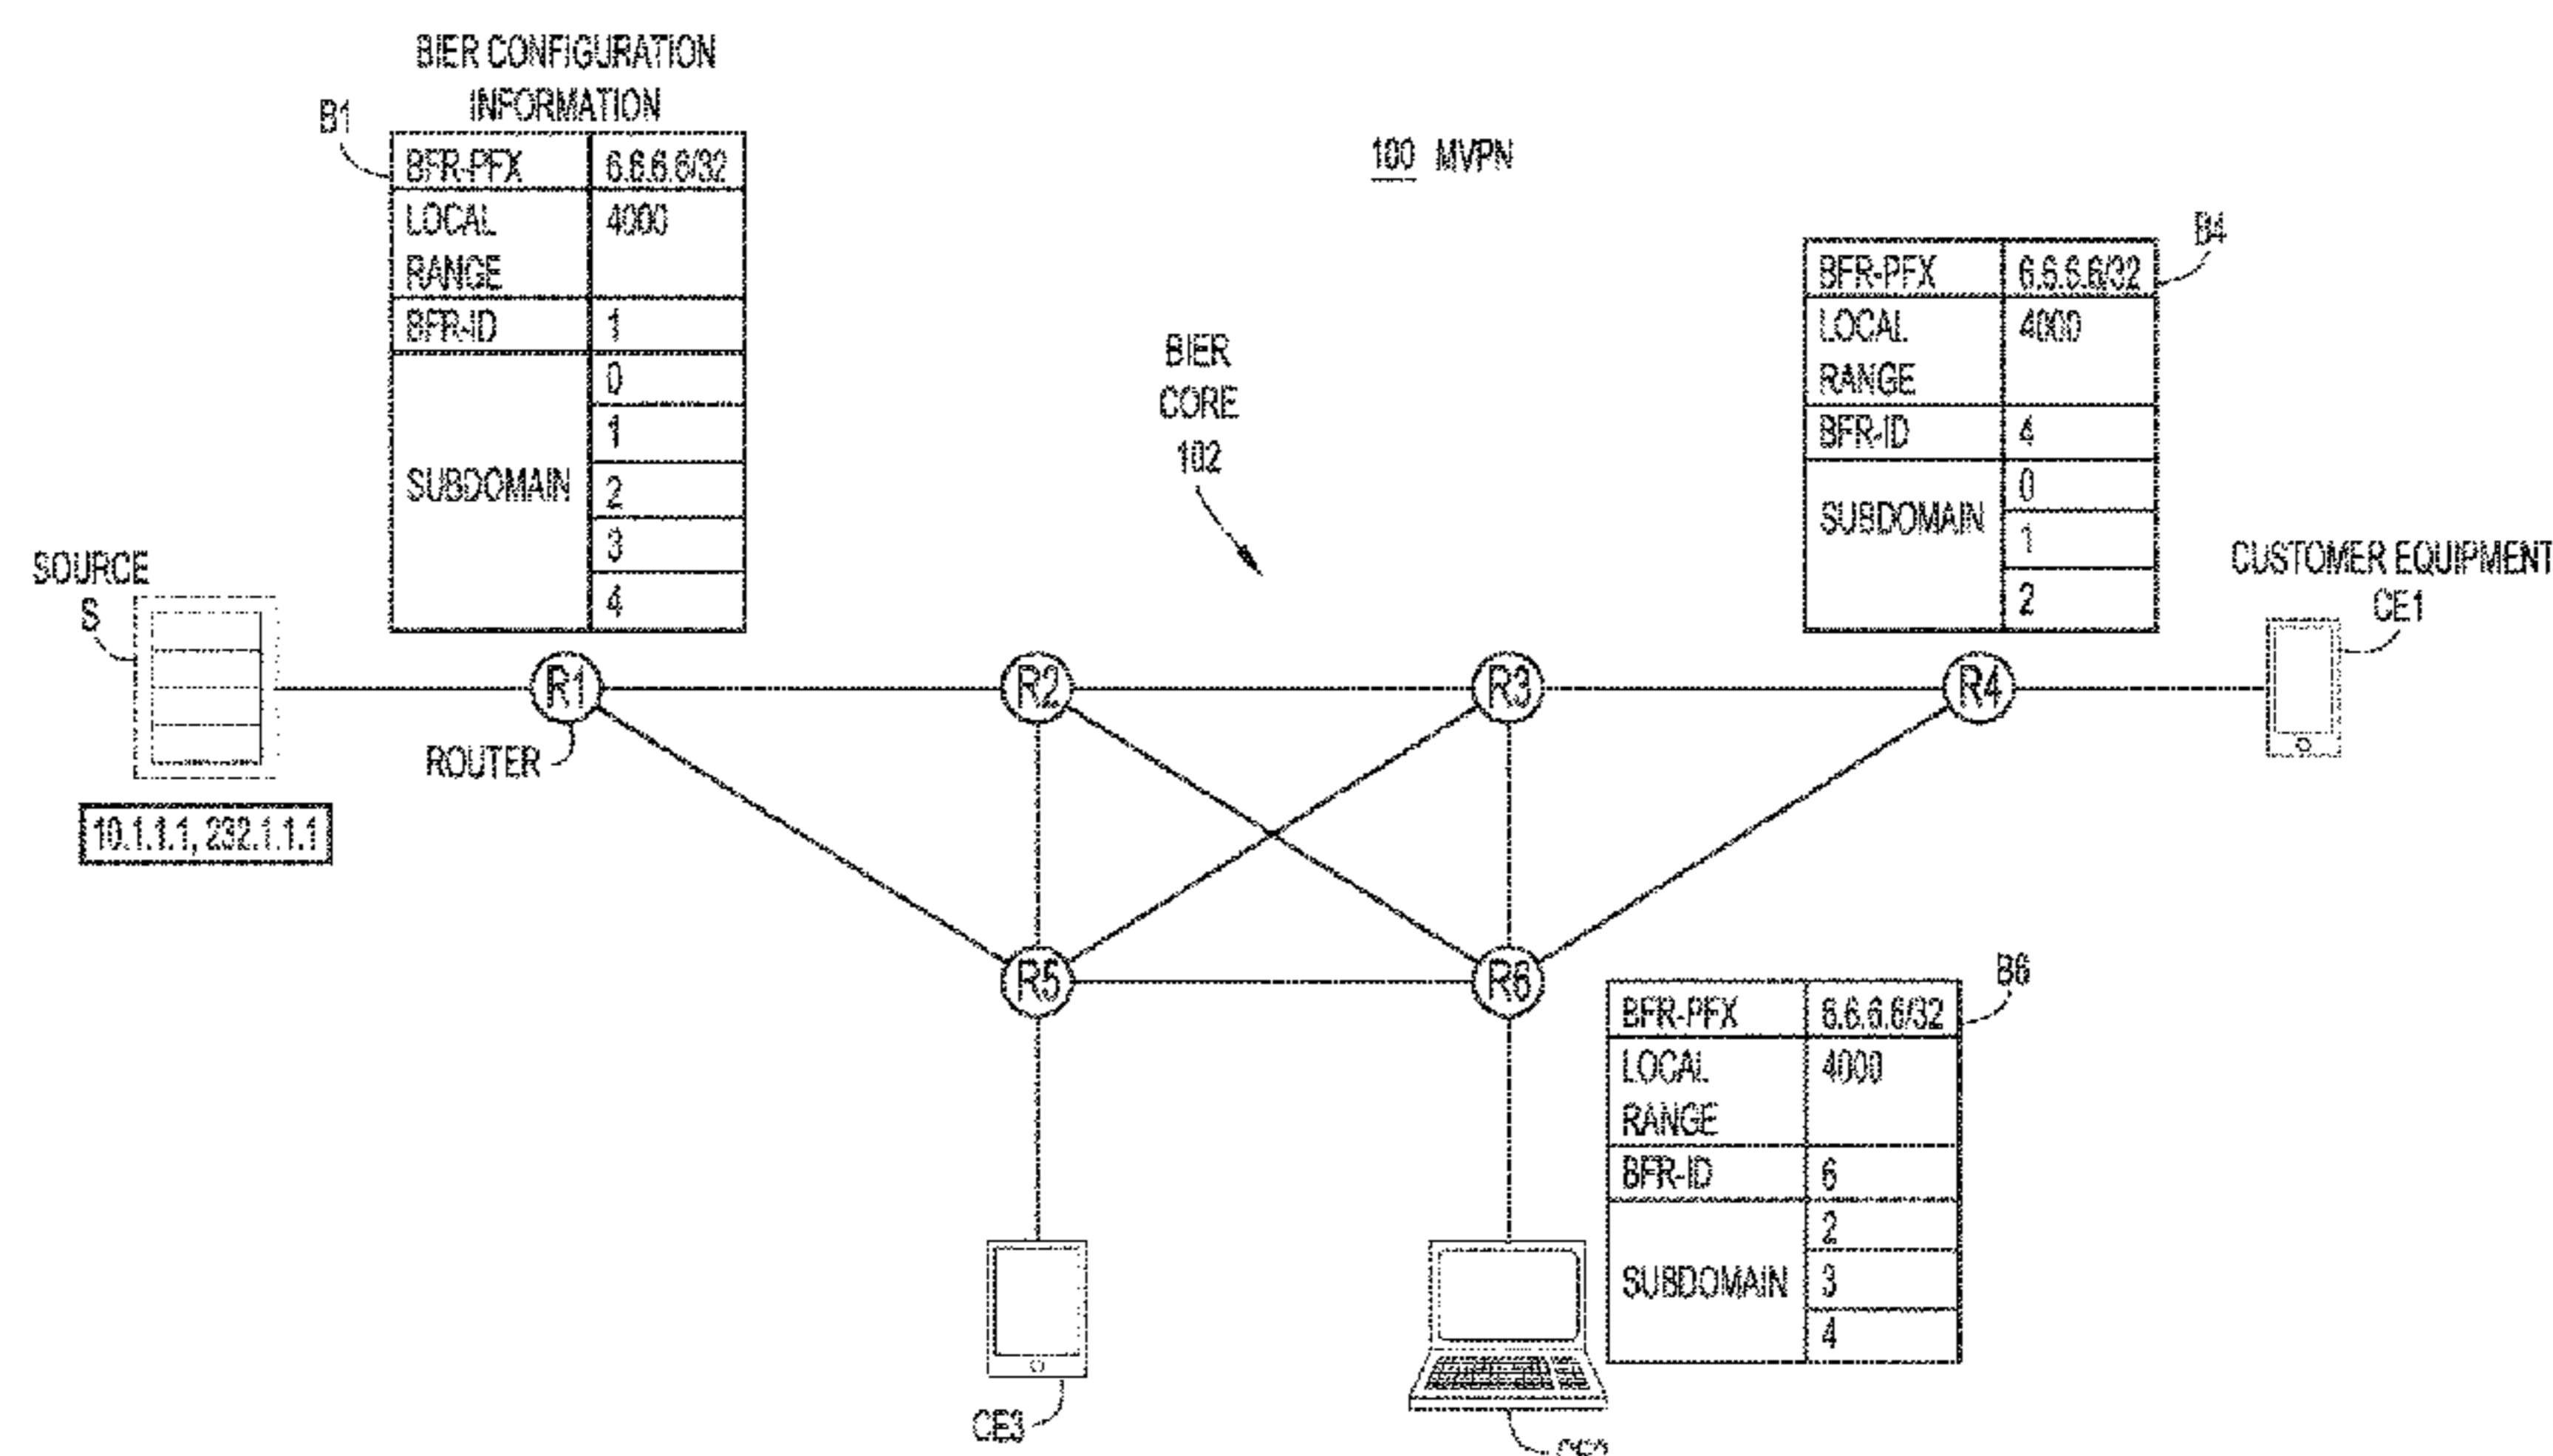 BIER CONFIGURATION
INFORMATION
B1
BFR-PFX 6.6.6.6/32
LOCAL 4000
RANGE
BFR-ID 1
SUBDOMAIN
0
1
2
3
4
100 MVPN
BIER
CORE
102
B4
BFR-PFX 6.6.6.6/32
LOCAL 4000
RANGE
BFR-ID 4
SUBDOMAIN
0
1
2
SOURCE
S
CUSTOMER EQUIPMENT
CE1
R1
R2
R3
R4
ROUTER
10.1.1.1, 232.1.1.1
R5
R6
B6
BFR-PFX 6.6.6.6/32
LOCAL 4000
RANGE
BFR-ID 6
SUBDOMAIN
2
3
4
CE3